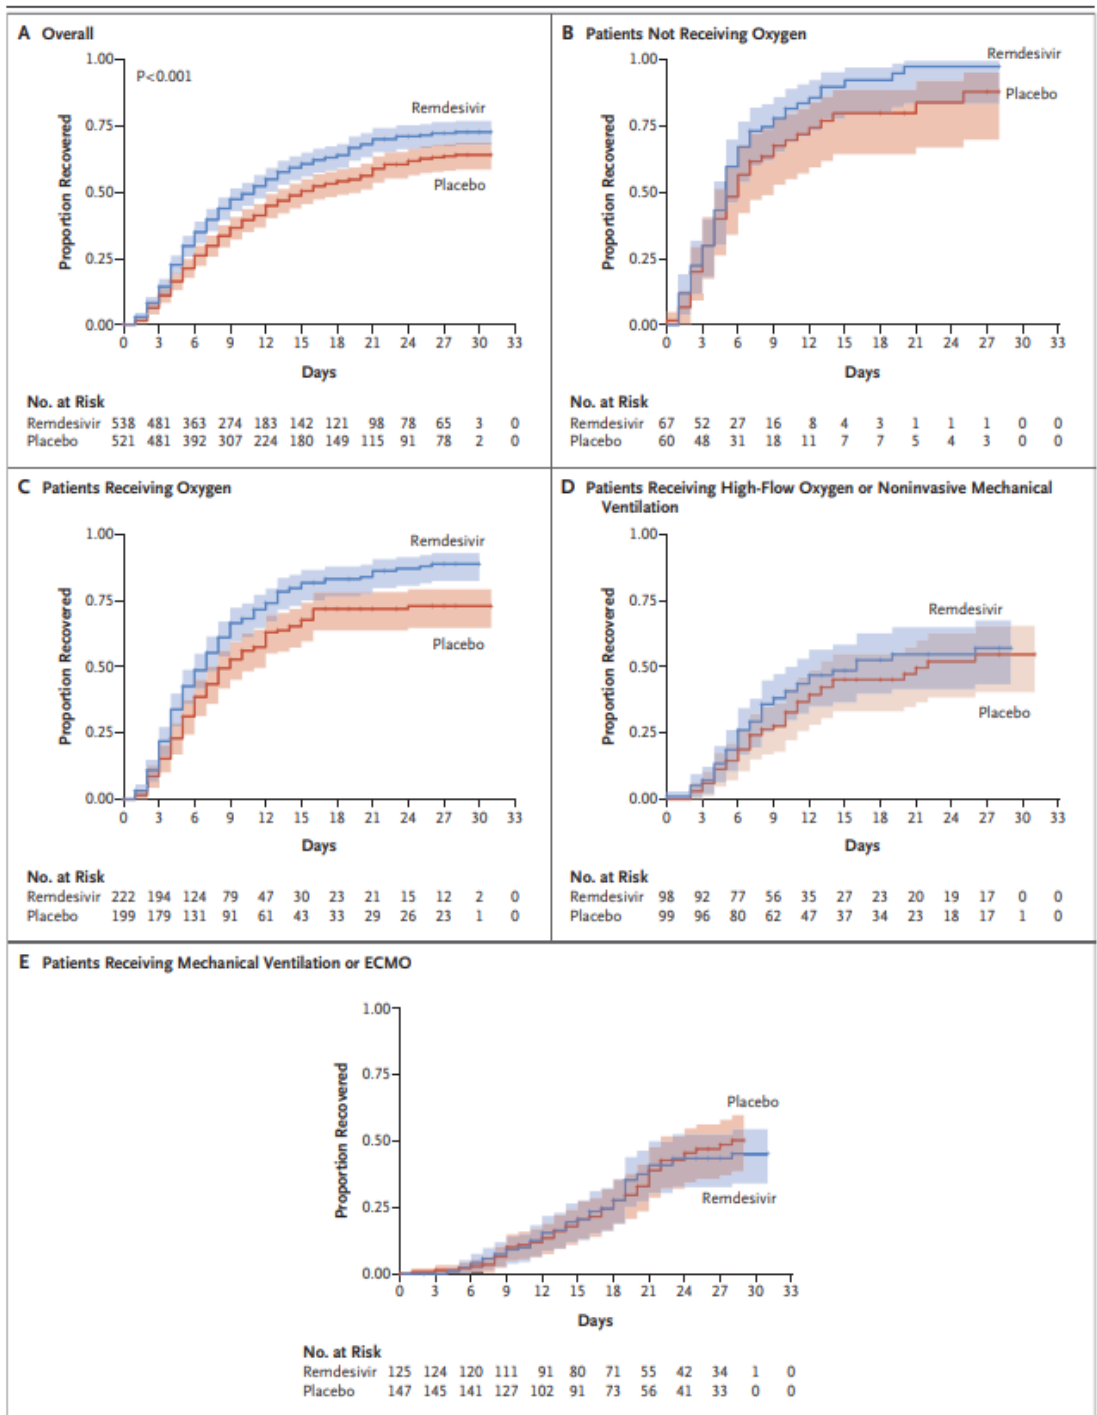 A Overall
1.00
P<0.001
Remdesivir
0.75
0.50
Placebo
0.25
0.00
Proportion Recovered
0 3 6 9 12 15 18 21 24 27 30 33
Days
No. at Risk
Remdesivir 538 481 363 274 183 142 121 98 78 65 3 0
Placebo 521 481 392 307 224 180 149 115 91 78 2 0
B Patients Not Receiving Oxygen
1.00
Remdesivir
Placebo
0.75
0.50
0.25
0.00
Proportion Recovered
0 3 6 9 12 15 18 21 24 27 30 33
Days
No. at Risk
Remdesivir 67 52 27 16 8 4 3 1 1 1 0 0
Placebo 60 48 31 18 11 7 7 5 4 3 0 0
C Patients Receiving Oxygen
1.00
Remdesivir
0.75
Placebo
0.50
0.25
0.00
Proportion Recovered
0 3 6 9 12 15 18 21 24 27 30 33
Days
No. at Risk
Remdesivir 222 194 124 79 47 30 23 21 15 12 2 0
Placebo 199 179 131 91 61 43 33 29 26 23 1 0
D Patients Receiving High-Flow Oxygen or Noninvasive Mechanical
Ventilation
1.00
0.75
Remdesivir
0.50
Placebo
0.25
0.00
Proportion Recovered
0 3 6 9 12 15 18 21 24 27 30 33
Days
No. at Risk
Remdesivir 98 92 77 56 35 27 23 20 19 17 0 0
Placebo 99 96 80 62 47 37 34 23 18 17 1 0
E Patients Receiving Mechanical Ventilation or ECMO
1.00
0.75
Placebo
0.50
Remdesivir
0.25
0.00
Proportion Recovered
0 3 6 9 12 15 18 21 24 27 30 33
Days
No. at Risk
Remdesivir 125 124 120 111 91 80 71 55 42 34 1 0
Placebo 147 145 141 127 102 91 73 56 41 33 0 0